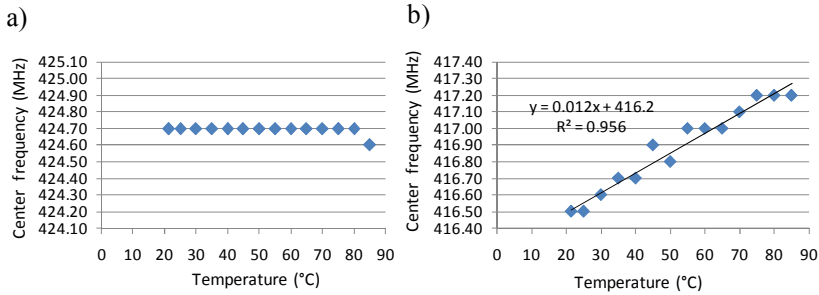 a)
Center frequency (MHz)
425.10
425.00
424.90
424.80
424.70
424.60
424.50
424.40
424.30
424.20
424.10
0 10 20 30 40 50 60 70 80 90
Temperature (°C)
b)
Center frequency (MHz)
417.40
417.30
417.20
417.10
417.00
416.90
416.80
416.70
416.60
416.50
416.40
y = 0.012x + 416.2
R² = 0.956
0 10 20 30 40 50 60 70 80 90
Temperature (°C)